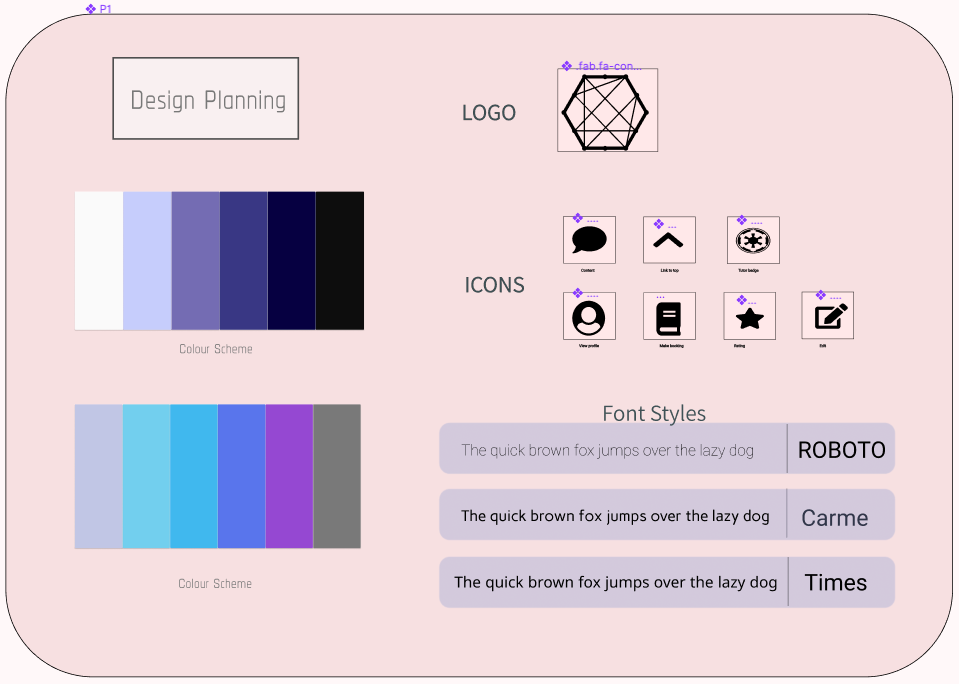 P1
Design Planning
.fab.fa-con...
LOGO
ICONS
....
...
....
Content
Link to top
Tutor badge
....
...
...
....
View profile
Make booking
Rating
Edit
Colour Scheme
Colour Scheme
Font Styles
The quick brown fox jumps over the lazy dog
ROBOTO
The quick brown fox jumps over the lazy dog
Carme
The quick brown fox jumps over the lazy dog
Times